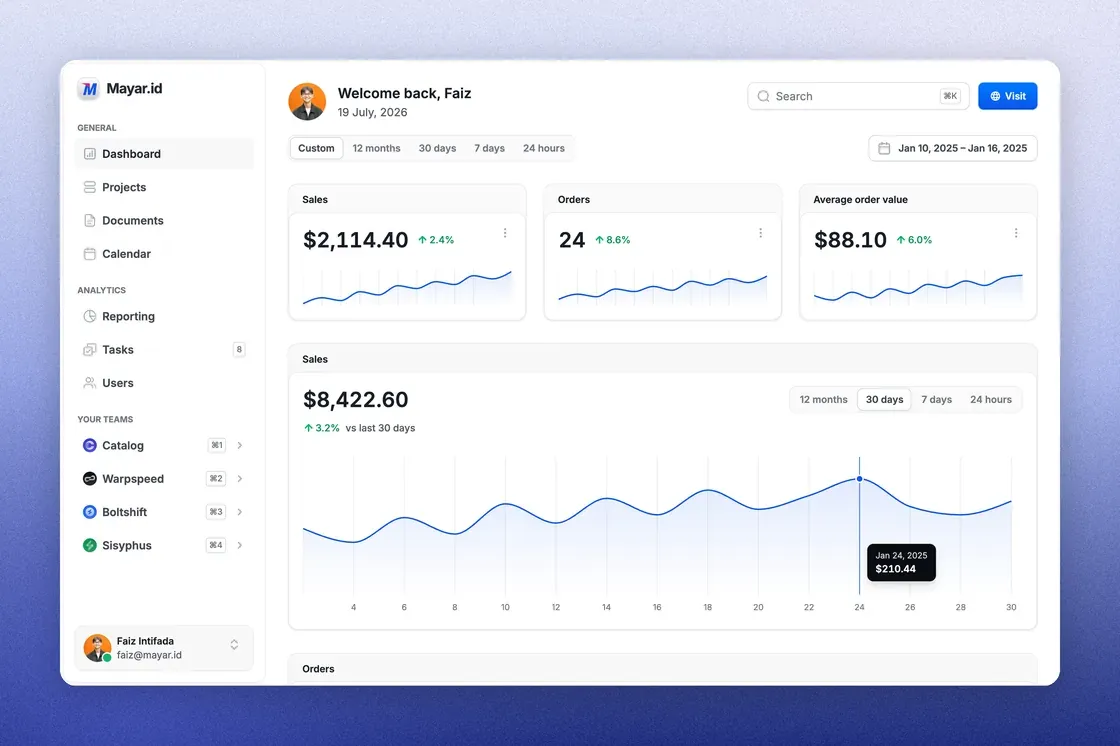 Mayar.id
GENERAL
Dashboard
Projects
Documents
Calendar
ANALYTICS
Reporting
Tasks
8
Users
YOUR TEAMS
Catalog
⌘1
Warpspeed
⌘2
Boltshift
⌘3
Sisyphus
⌘4
Faiz Intifada
faiz@mayar.id
Welcome back, Faiz
19 July, 2026
Search
⌘K
Visit
Custom 12 months 30 days 7 days 24 hours
Jan 10, 2025 – Jan 16, 2025
Sales
$2,114.40 2.4%
Orders
24 8.6%
Average order value
$88.10 6.0%
Sales
$8,422.60
3.2% vs last 30 days
12 months 30 days 7 days 24 hours
Jan 24, 2025
$210.44
4 6 8 10 12 14 16 18 20 22 24 26 28 30
Orders